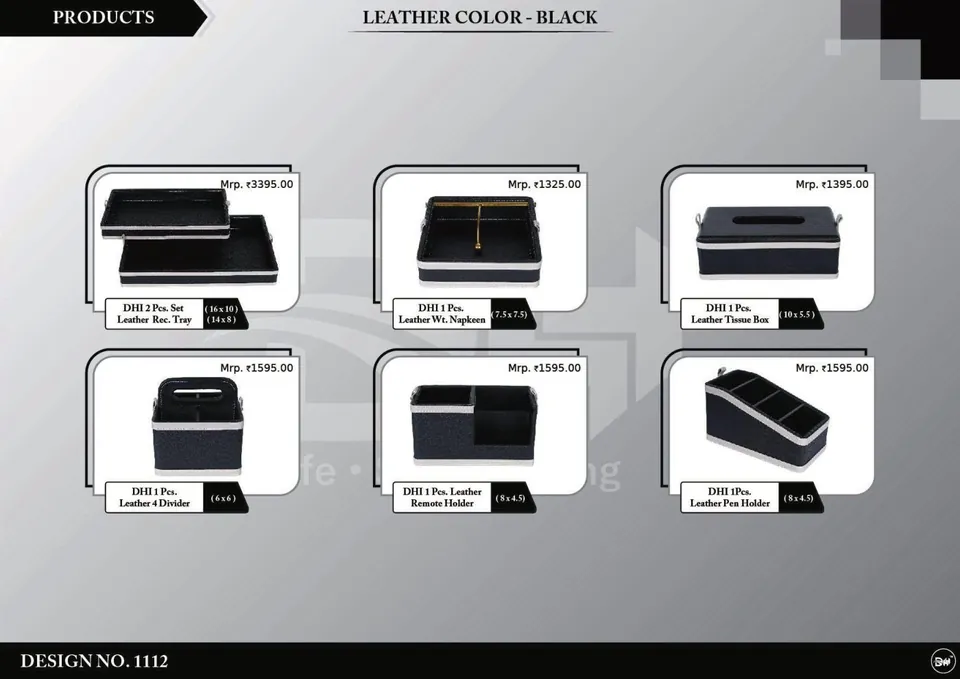 PRODUCTS
LEATHER COLOR - BLACK
Mrp. ₹3395.00
DHI 2 Pcs. Set
Leather Rec. Tray
( 16 x 10 )
( 14 x 8 )
Mrp. ₹1325.00
DHI 1 Pcs.
Leather Wt. Napkeen
( 7.5 x 7.5)
Mrp. ₹1395.00
DHI 1 Pcs.
Leather Tissue Box
( 10 x 5.5 )
Mrp. ₹1595.00
DHI 1 Pcs.
Leather 4 Divider
( 6 x 6 )
Mrp. ₹1595.00
DHI 1 Pcs. Leather
Remote Holder
( 8 x 4.5)
Mrp. ₹1595.00
DHI 1Pcs.
Leather Pen Holder
( 8 x 4.5)
DESIGN NO. 1112